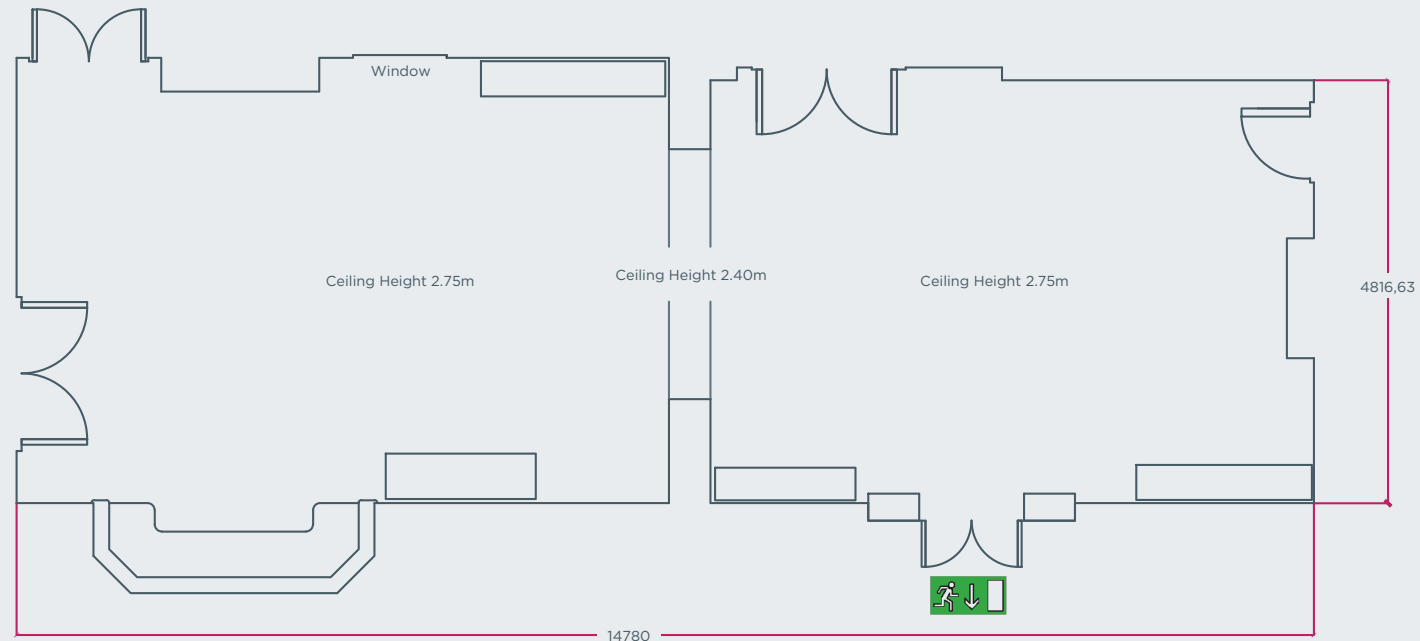 Window
Ceiling Height 2.75m
Ceiling Height 2.40m
Ceiling Height 2.75m
4816,63
14780